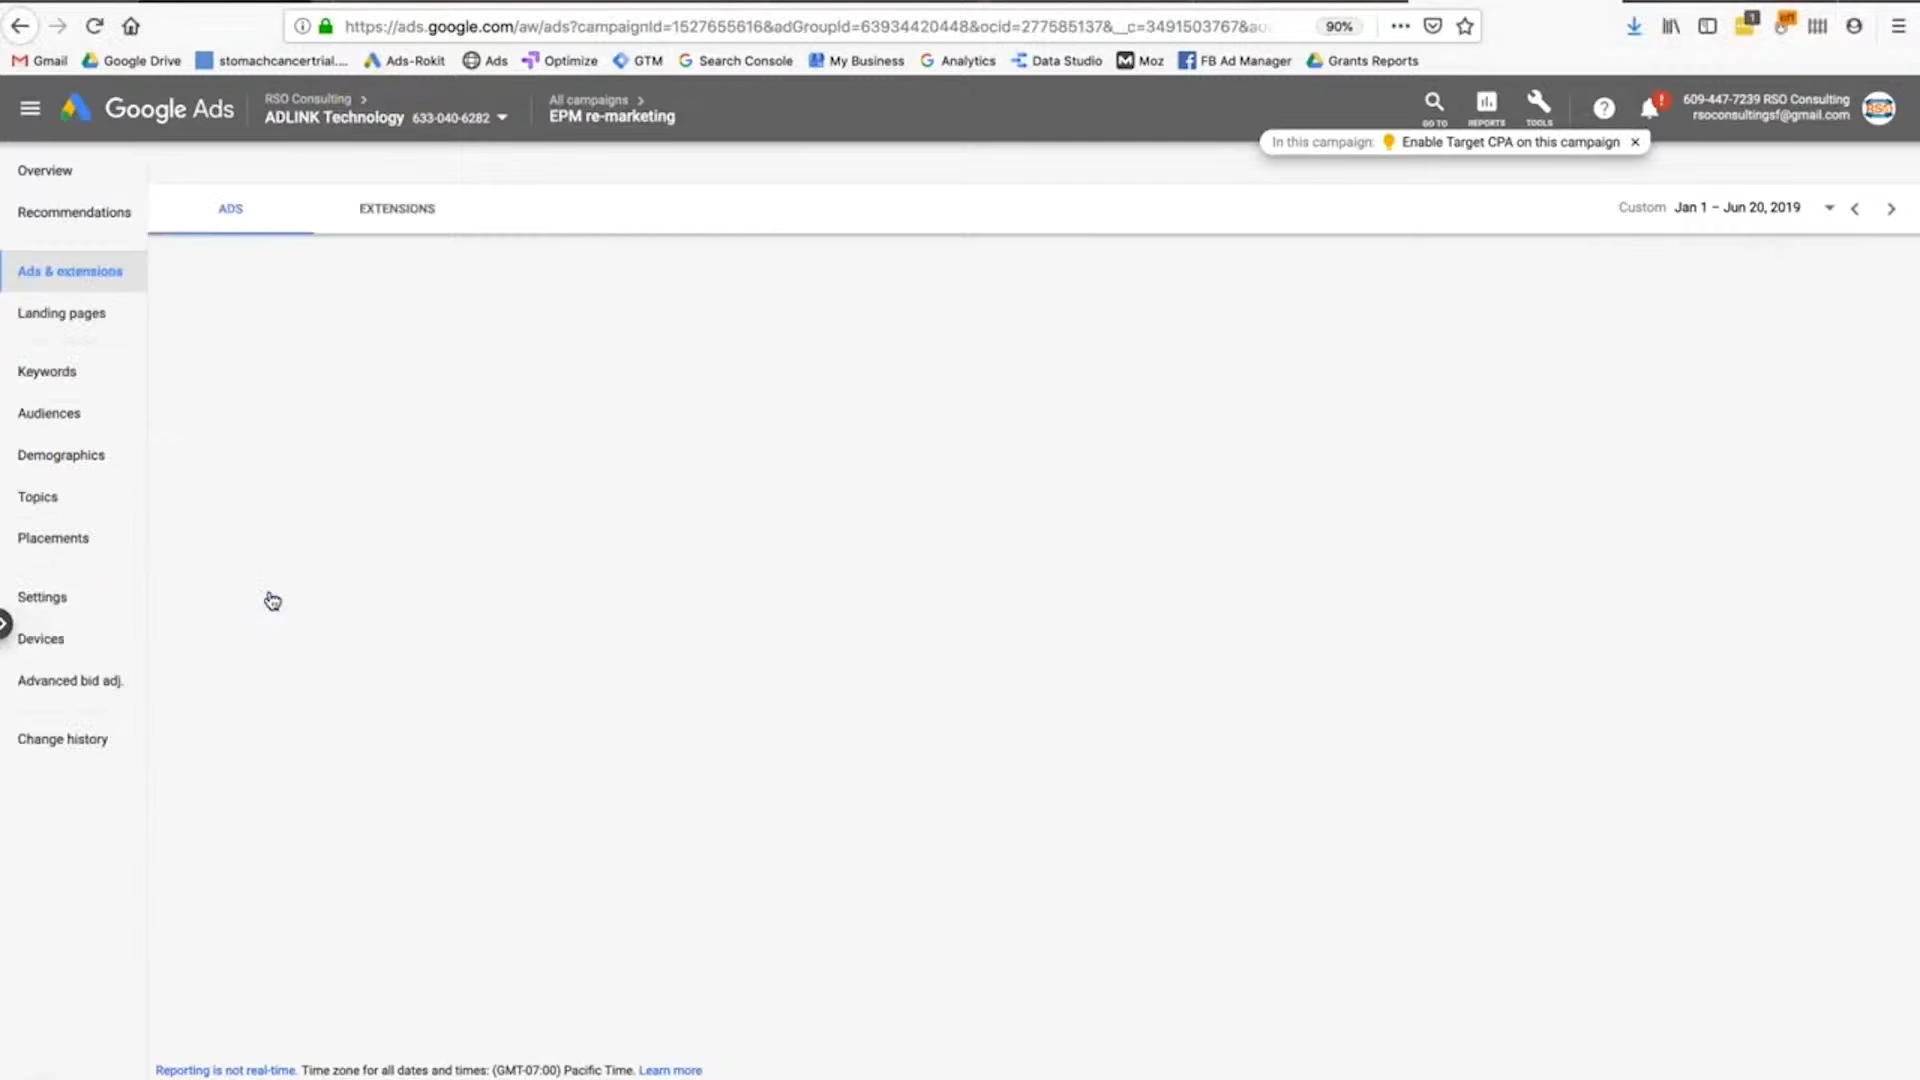 https://ads.google.com/aw/ads?campaignId=1527655616&adGroupId=63934420448&ocid=277585137&__c=3491503767&au
90%
1
off
Gmail
Google Drive
stomachcancertrial....
Ads-Rokit
Ads
Optimize
GTM
Search Console
My Business
Analytics
Data Studio
Moz
FB Ad Manager
Grants Reports
Google Ads
RSO Consulting >
ADLINK Technology 633-040-6282
All campaigns >
EPM re-marketing
GO TO
REPORTS
TOOLS
609-447-7239 RSO Consulting
rsoconsultingsf@gmail.com
RSO
In this campaign: Enable Target CPA on this campaign ×
Overview
Recommendations
Ads & extensions
Landing pages
Keywords
Audiences
Demographics
Topics
Placements
Settings
Devices
Advanced bid adj.
Change history
ADS
EXTENSIONS
Custom Jan 1 – Jun 20, 2019
Reporting is not real-time. Time zone for all dates and times: (GMT-07:00) Pacific Time. Learn more